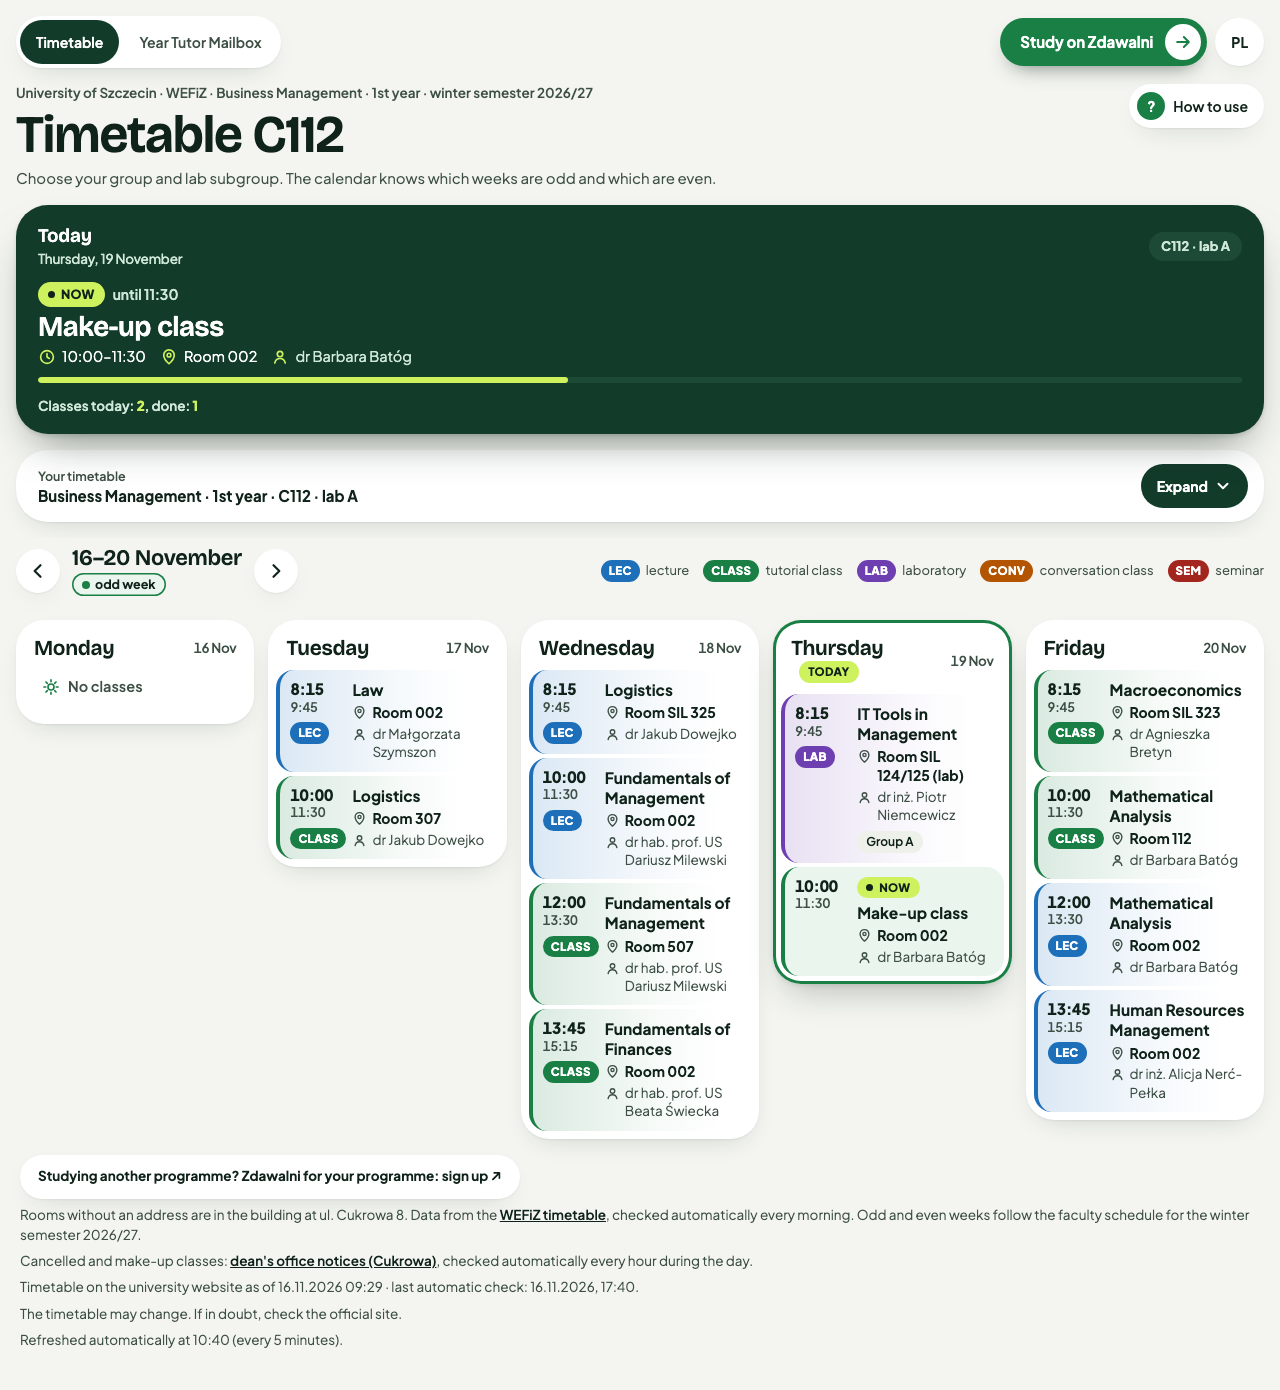 Timetable
Year Tutor Mailbox
Study on Zdawalni
PL
University of Szczecin · WEFiZ · Business Management · 1st year · winter semester 2026/27
? How to use
Timetable C112
Choose your group and lab subgroup. The calendar knows which weeks are odd and which are even.
Today
Thursday, 19 November
C112 · lab A
NOW until 11:30
Make-up class
10:00–11:30 Room 002 dr Barbara Batóg
Classes today: 2, done: 1
Your timetable
Business Management · 1st year · C112 · lab A
Expand
16–20 November
odd week
LEC lecture CLASS tutorial class LAB laboratory CONV conversation class SEM seminar
Monday 16 Nov
No classes
Tuesday 17 Nov
8:15 Law
9:45 Room 002
LEC dr Małgorzata
Szymszon
10:00 Logistics
11:30 Room 307
CLASS dr Jakub Dowejko
Wednesday 18 Nov
8:15 Logistics
9:45 Room SIL 325
LEC dr Jakub Dowejko
10:00 Fundamentals of
11:30 Management
LEC Room 002
dr hab. prof. US
Dariusz Milewski
12:00 Fundamentals of
13:30 Management
CLASS Room 507
dr hab. prof. US
Dariusz Milewski
13:45 Fundamentals of
15:15 Finances
CLASS Room 002
dr hab. prof. US
Beata Świecka
Thursday 19 Nov
TODAY
8:15 IT Tools in
9:45 Management
LAB Room SIL
124/125 (lab)
dr inż. Piotr
Niemcewicz
Group A
10:00 NOW
11:30 Make-up class
Room 002
dr Barbara Batóg
Friday 20 Nov
8:15 Macroeconomics
9:45 Room SIL 323
CLASS dr Agnieszka
Bretyn
10:00 Mathematical
11:30 Analysis
CLASS Room 112
dr Barbara Batóg
12:00 Mathematical
13:30 Analysis
LEC Room 002
dr Barbara Batóg
13:45 Human Resources
15:15 Management
LEC Room 002
dr inż. Alicja Nerć-
Pełka
Studying another programme? Zdawalni for your programme: sign up ↗
Rooms without an address are in the building at ul. Cukrowa 8. Data from the WEFiZ timetable, checked automatically every morning. Odd and even weeks follow the faculty schedule for the winter
semester 2026/27.
Cancelled and make-up classes: dean's office notices (Cukrowa), checked automatically every hour during the day.
Timetable on the university website as of 16.11.2026 09:29 · last automatic check: 16.11.2026, 17:40.
The timetable may change. If in doubt, check the official site.
Refreshed automatically at 10:40 (every 5 minutes).